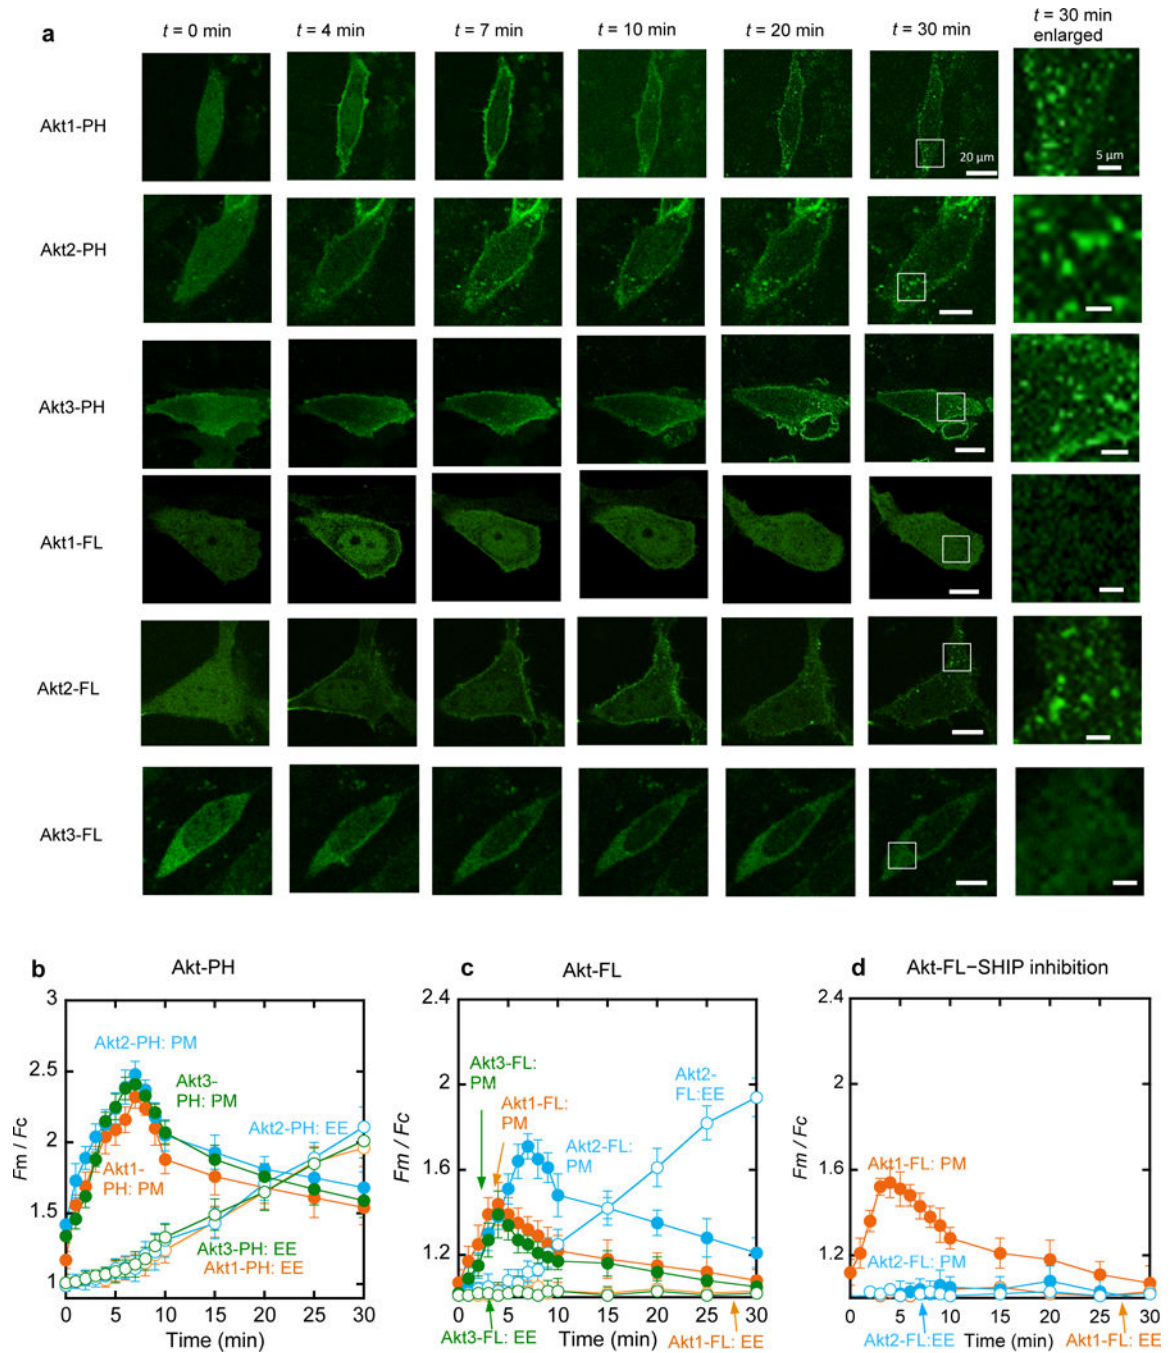 a
t = 0 min
t = 4 min
t = 7 min
t = 10 min
t = 20 min
t = 30 min
t = 30 min
enlarged
Akt1-PH
20 µm
5 µm
Akt2-PH
Akt3-PH
Akt1-FL
Akt2-FL
Akt3-FL
b
Akt-PH
3
2.5
2
1.5
1
Fm / Fc
Akt2-PH: PM
Akt3-
PH: PM
Akt1-
PH: PM
Akt2-PH: EE
Akt3-PH: EE
Akt1-PH: EE
0 5 10 15 20 25 30
Time (min)
c
Akt-FL
2.4
2
1.6
1.2
Fm / Fc
Akt3-FL:
PM
Akt1-FL:
PM
Akt2-
FL:EE
Akt2-FL:
PM
0 5 10 15 20 25 30
Time (min)
Akt3-FL: EE
Akt1-FL: EE
d
Akt-FL−SHIP inhibition
2.4
2
1.6
1.2
Fm / Fc
Akt1-FL: PM
Akt2-FL: PM
0 5 10 15 20 25 30
Time (min)
Akt2-FL:EE
Akt1-FL: EE